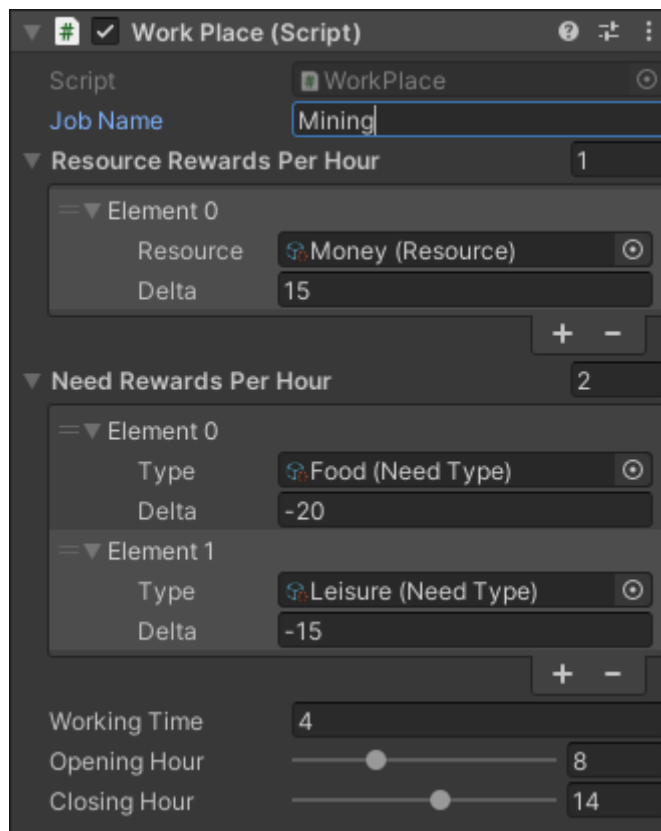 # Work Place (Script)
Script WorkPlace
Job Name Mining
Resource Rewards Per Hour 1
Element 0
Resource Money (Resource)
Delta 15
+ −
Need Rewards Per Hour 2
Element 0
Type Food (Need Type)
Delta -20
Element 1
Type Leisure (Need Type)
Delta -15
+ −
Working Time 4
Opening Hour 8
Closing Hour 14